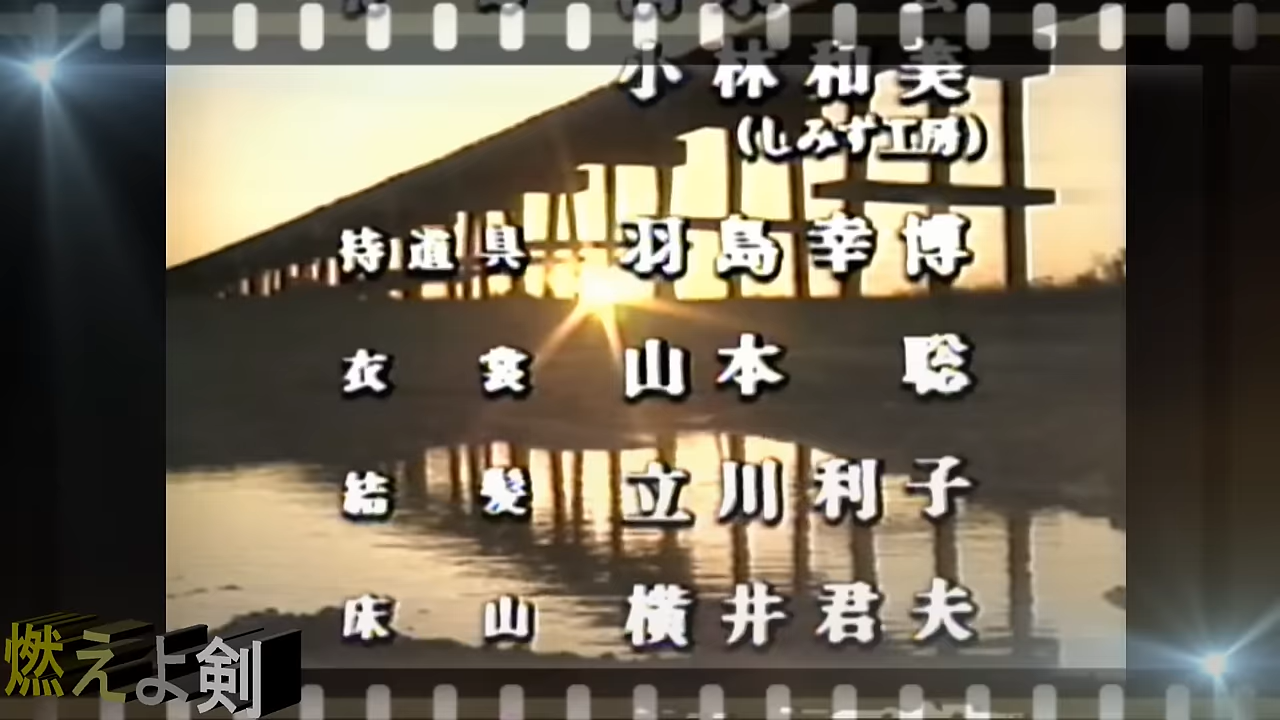 小林和美
(しみず工房)
持道具 羽島幸博
衣裳 山本 聡
結髪 立川利子
床山 横井君夫
燃えよ剣